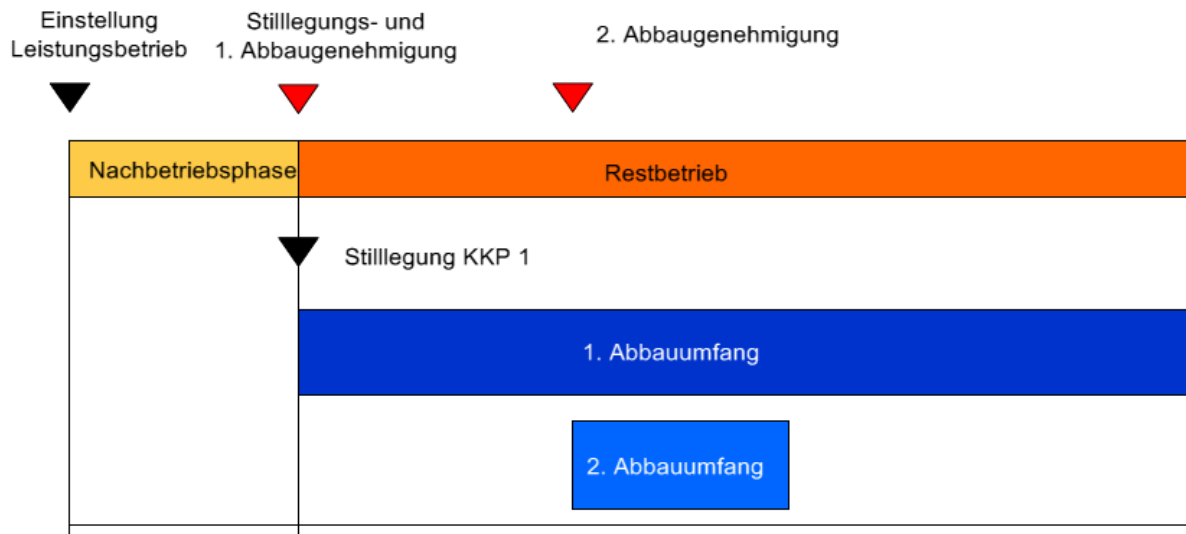 Einstellung
Leistungsbetrieb
Stilllegungs- und
1. Abbaugenehmigung
2. Abbaugenehmigung
Nachbetriebsphase
Restbetrieb
Stilllegung KKP 1
1. Abbauumfang
2. Abbauumfang